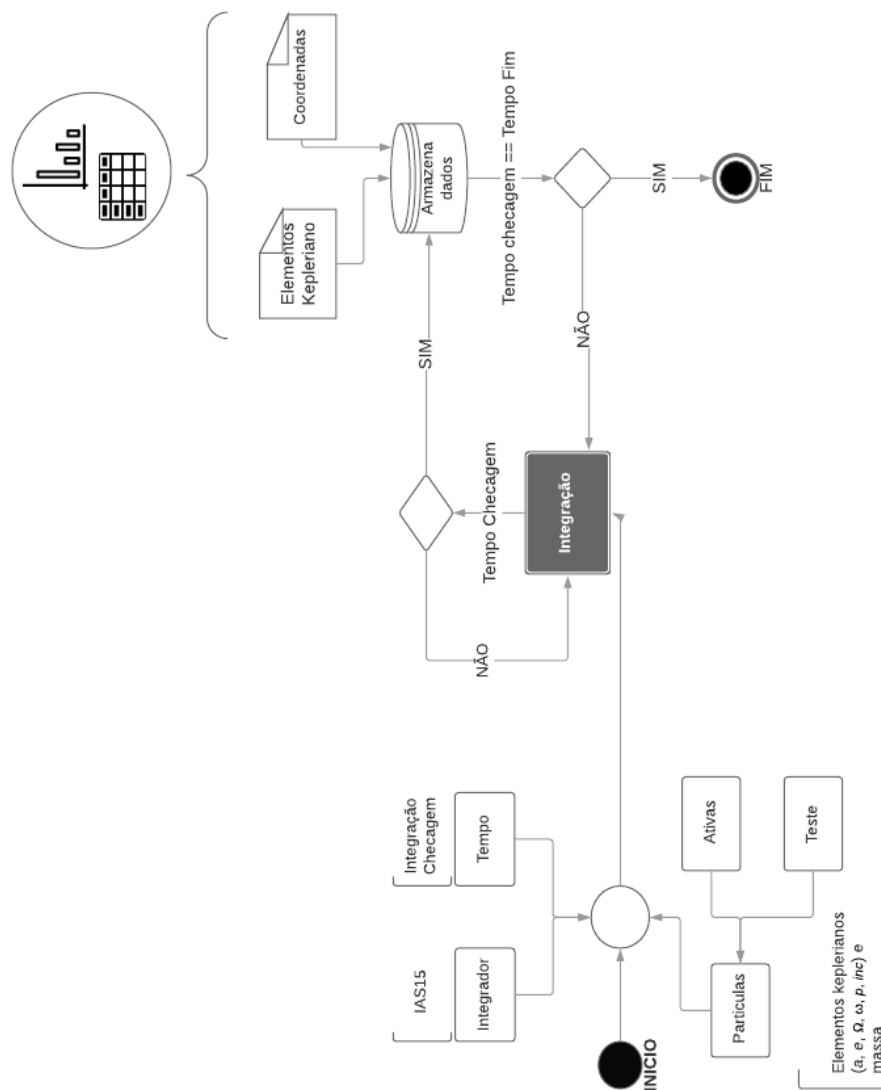 INICIO
IAS15
Integrador
Integração
Checagem
Tempo
Particulas
Ativas
Teste
Elementos keplerianos
(a, e, Ω, ω, p, inc) e
massa
Integração
Tempo Checagem
NÃO
SIM
Elementos
Kepleriano
Coordenadas
Armazena
dados
Tempo checagem == Tempo Fim
NÃO
SIM
FIM